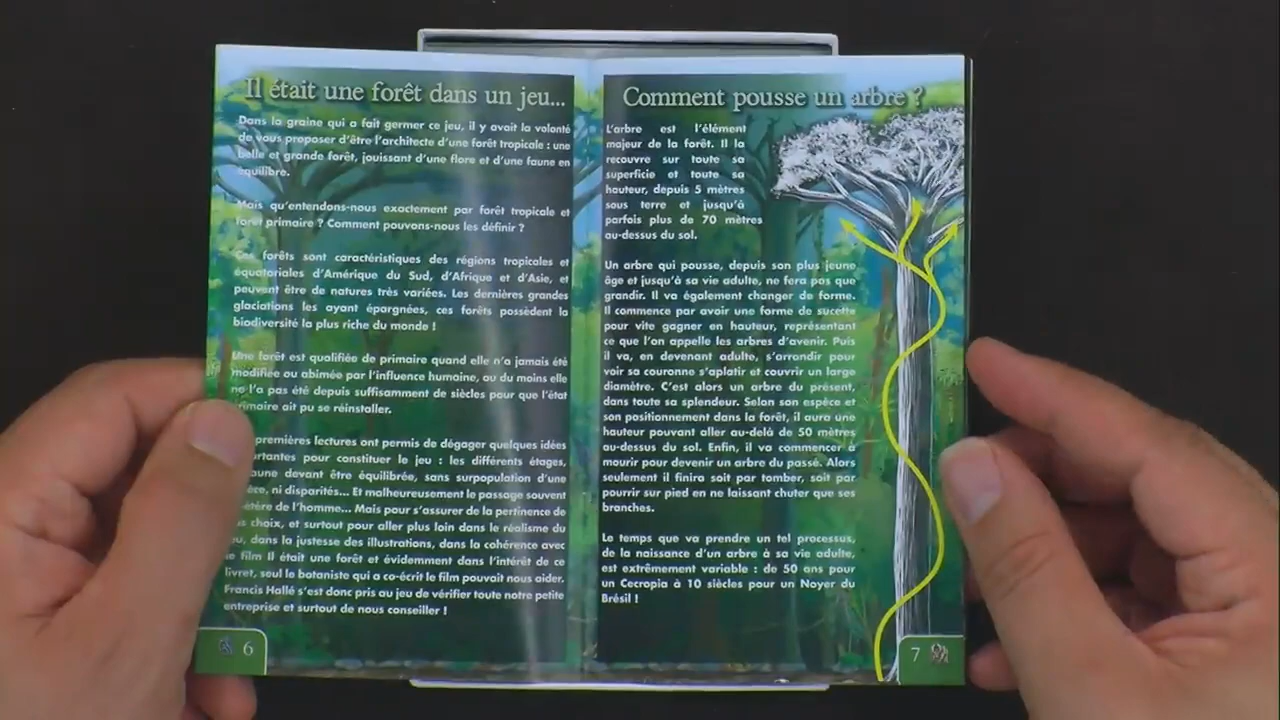 Il était une forêt dans un jeu...
Dans la graine qui a fait germer ce jeu, il y avait la volonté
de vous proposer d'être l'architecte d'une forêt tropicale : une
belle et grande forêt, jouissant d'une flore et d'une faune en
équilibre.
Mais qu'entendons-nous exactement par forêt tropicale et
forêt primaire ? Comment pouvons-nous les définir ?
Ces forêts sont caractéristiques des régions tropicales et
équatoriales d'Amérique du Sud, d'Afrique et d'Asie, et
peuvent être de natures très variées. Les dernières grandes
glaciations les ayant épargnées, ces forêts possèdent la
biodiversité la plus riche du monde !
Une forêt est qualifiée de primaire quand elle n'a jamais été
modifiée ou abimée par l'influence humaine, ou du moins elle
ne l'a pas été depuis suffisamment de siècles pour que l'état
primaire ait pu se réinstaller.
premières lectures ont permis de dégager quelques idées
pour constituer le jeu : les différents étages,
devant être équilibrée, sans surpopulation d'une
ni disparités... Et malheureusement le passage souvent
de l'homme... Mais pour s'assurer de la pertinence de
choix, et surtout pour aller plus loin dans le réalisme du
dans la justesse des illustrations, dans la cohérence avec
le film Il était une forêt et évidemment dans l'intérêt de ce
livret, seul le botaniste qui a co-écrit le film pouvait nous aider.
Francis Hallé s'est donc pris au jeu de vérifier toute notre petite
entreprise et surtout de nous conseiller !
6
Comment pousse un arbre ?
L'arbre est l'élément
majeur de la forêt. Il la
recouvre sur toute sa
superficie et toute sa
hauteur, depuis 5 mètres
sous terre et jusqu'à
parfois plus de 70 mètres
au-dessus du sol.
Un arbre qui pousse, depuis son plus jeune
âge et jusqu'à sa vie adulte, ne fera pas que
grandir. Il va également changer de forme.
Il commence par avoir une forme de sucette
pour vite gagner en hauteur, représentant
ce que l'on appelle les arbres d'avenir. Puis
il va, en devenant adulte, s'arrondir pour
voir sa couronne s'aplatir et couvrir un large
diamètre. C'est alors un arbre du présent,
dans toute sa splendeur. Selon son espèce et
son positionnement dans la forêt, il aura une
hauteur pouvant aller au-delà de 50 mètres
au-dessus du sol. Enfin, il va commencer à
mourir pour devenir un arbre du passé. Alors
seulement il finira soit par tomber, soit par
pourrir sur pied en ne laissant chuter que ses
branches.
Le temps que va prendre un tel processus,
de la naissance d'un arbre à sa vie adulte,
est extrêmement variable : de 50 ans pour
un Cecropia à 10 siècles pour un Noyer du
Brésil !
7